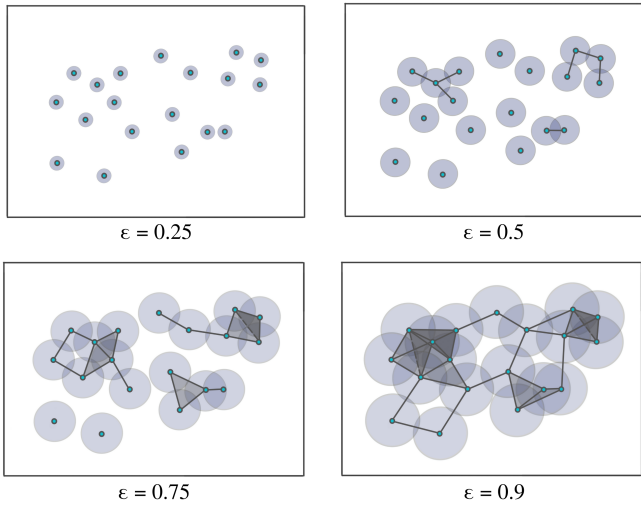 ε = 0.25
ε = 0.5
ε = 0.75
ε = 0.9